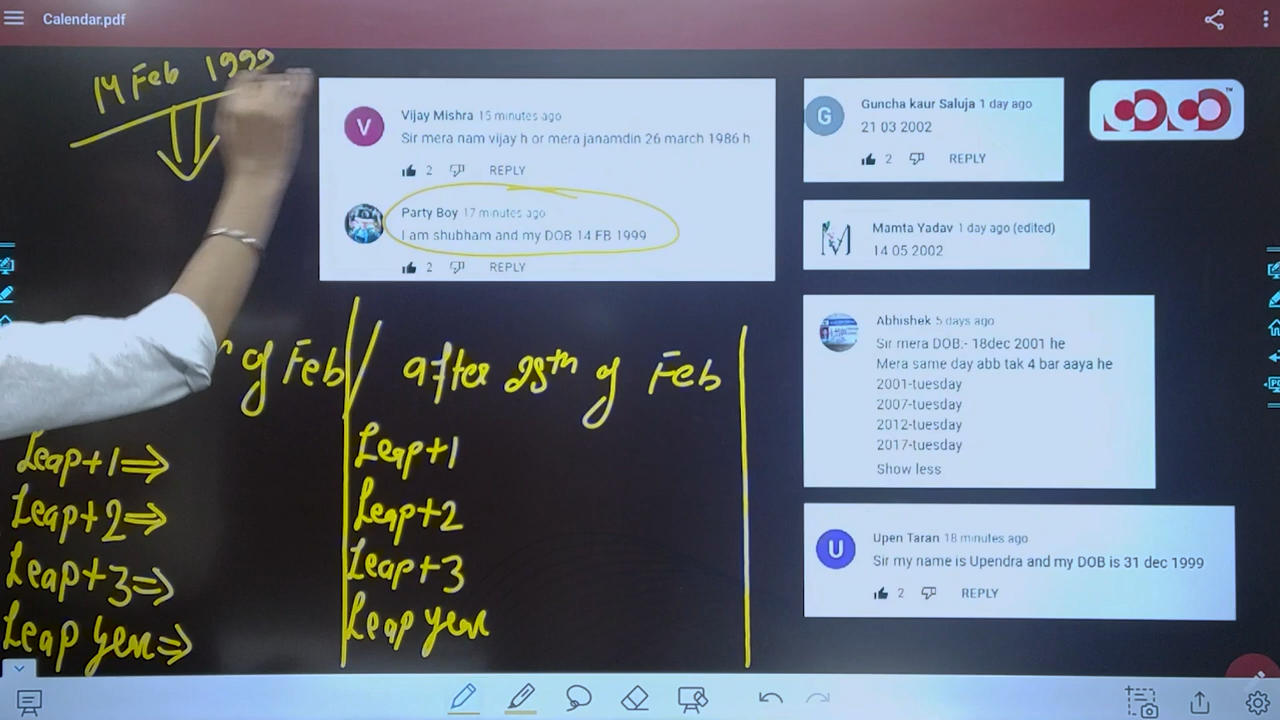 Calendar.pdf
14 Feb 1999
Vijay Mishra 15 minutes ago
Sir mera nam vijay h or mera janamdin 26 march 1986 h
2 REPLY
Party Boy 17 minutes ago
I am shubham and my DOB 14 FB 1999
2 REPLY
G Guncha kaur Saluja 1 day ago
21 03 2002
2 REPLY
Mamta Yadav 1 day ago (edited)
14 05 2002
Abhishek 5 days ago
Sir mera DOB:- 18dec 2001 he
Mera same day abb tak 4 bar aaya he
2001-tuesday
2007-tuesday
2012-tuesday
2017-tuesday
Show less
U Upen Taran 18 minutes ago
Sir my name is Upendra and my DOB is 31 dec 1999
2 REPLY
of Feb
Leap+1⇒
Leap+2⇒
Leap+3⇒
Leap year⇒
after 28th of Feb
Leap+1
Leap+2
Leap+3
Leap year